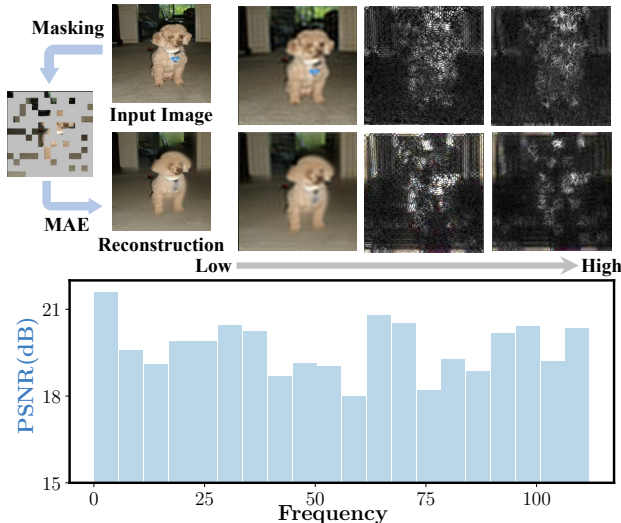 Masking
Input Image
MAE
Reconstruction
Low
High
PSNR(dB)
21
18
15
0
25
50
75
100
Frequency